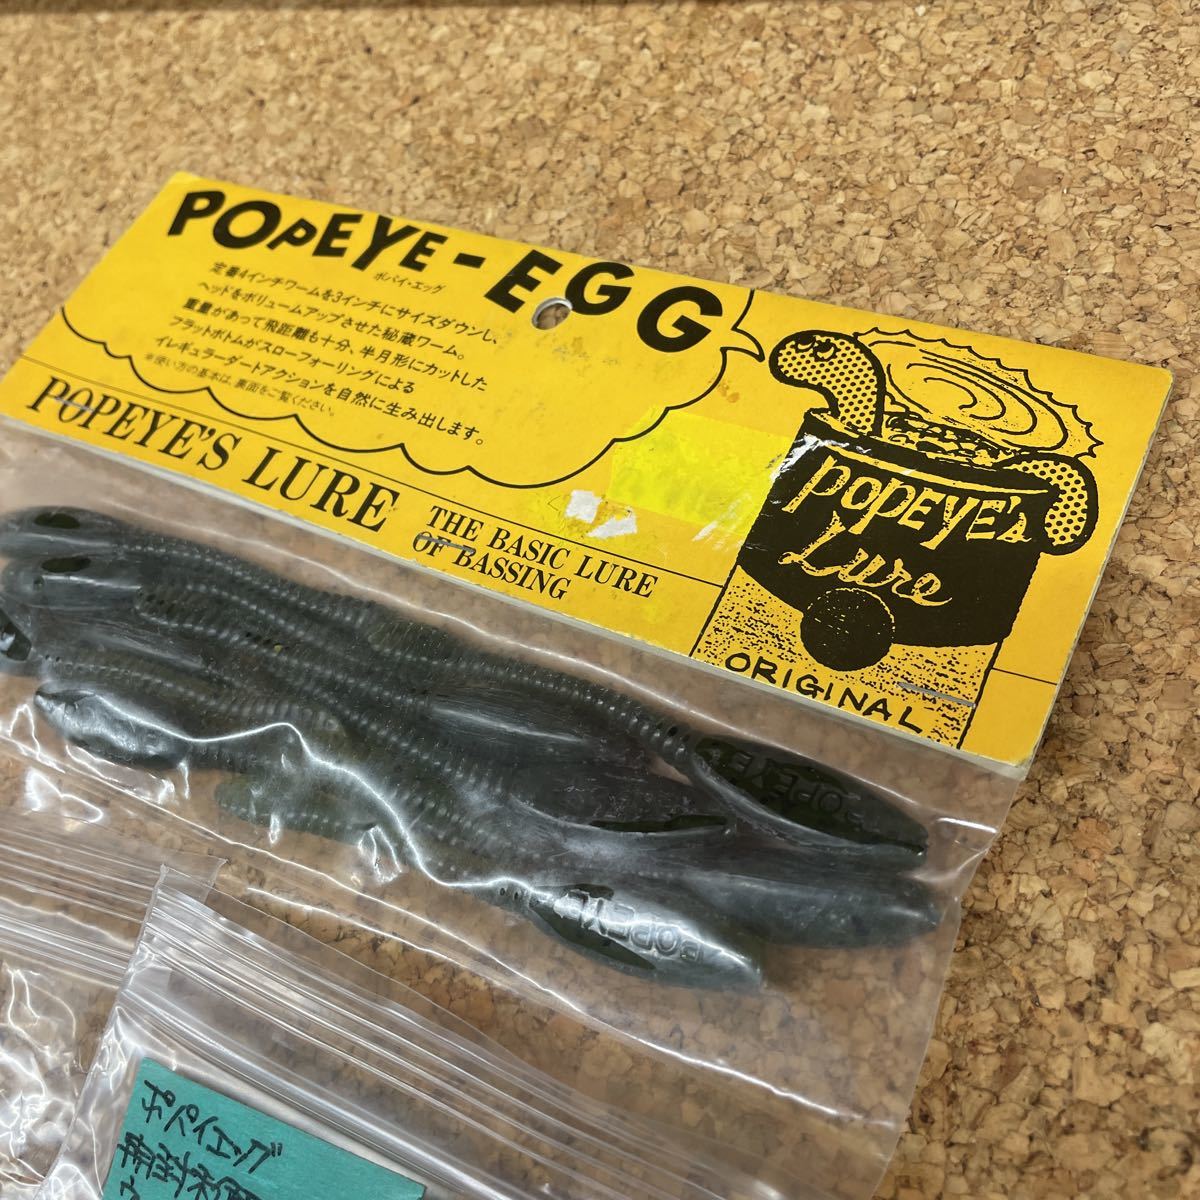 POPEYE-EGG
ポパイ・エッグ
定番4インチワームを3インチにサイズダウンし、
ヘッドをボリュームアップさせた秘蔵ワーム。
重量があって飛距離も十分、半月形にカットした
フラットボトムがスローフォーリングによる
イレギュラーダートアクションを自然に生み出します。
※使い方の基本は、裏面をご覧ください。
POPEYE'S LURE
THE BASIC LURE
OF BASSING
POPEYE's
Lure
ORIGINAL
POPEYE
POPEYE
ポパイエッグ